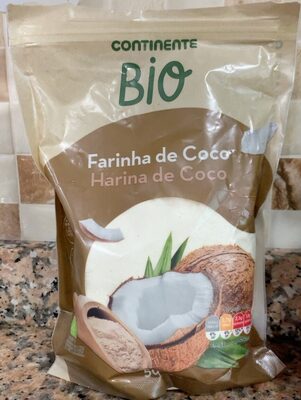 CONTINENTE
Bio
Farinha de Coco
Harina de Coco